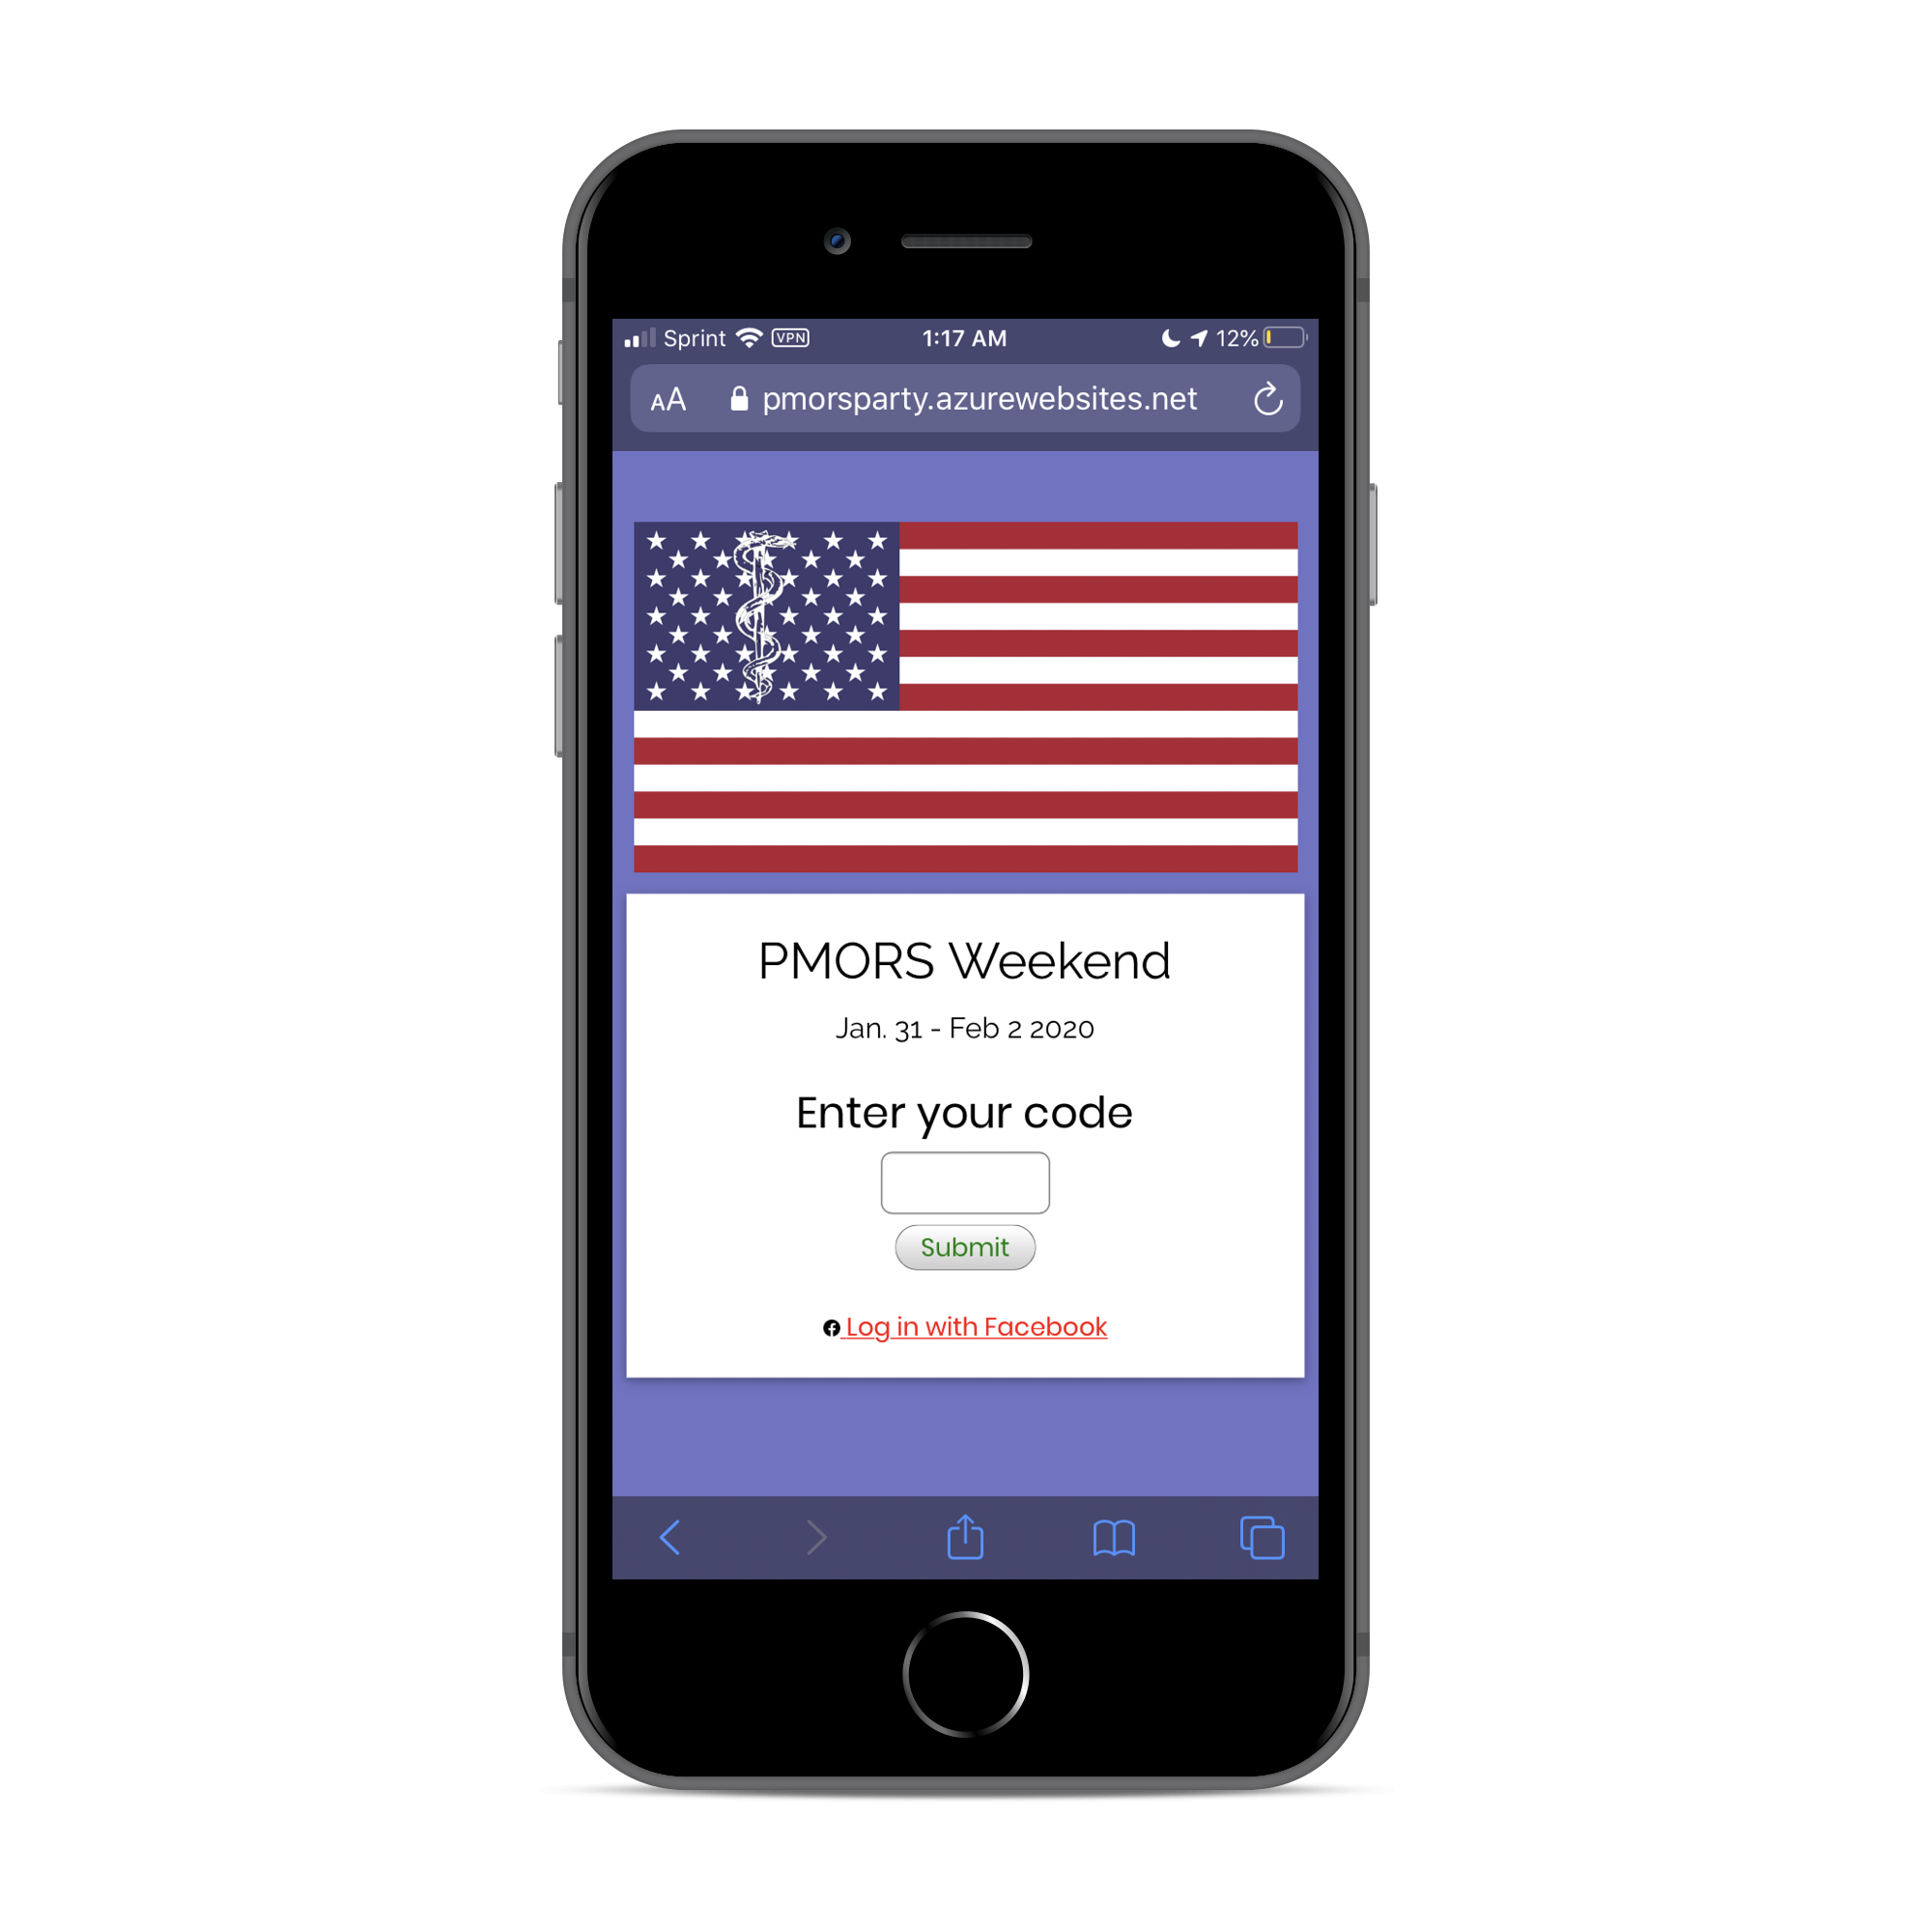 Sprint VPN 1:17 AM 12%
AA pmorsparty.azurewebsites.net
PMORS Weekend
Jan. 31 - Feb 2 2020
Enter your code
Submit
Log in with Facebook